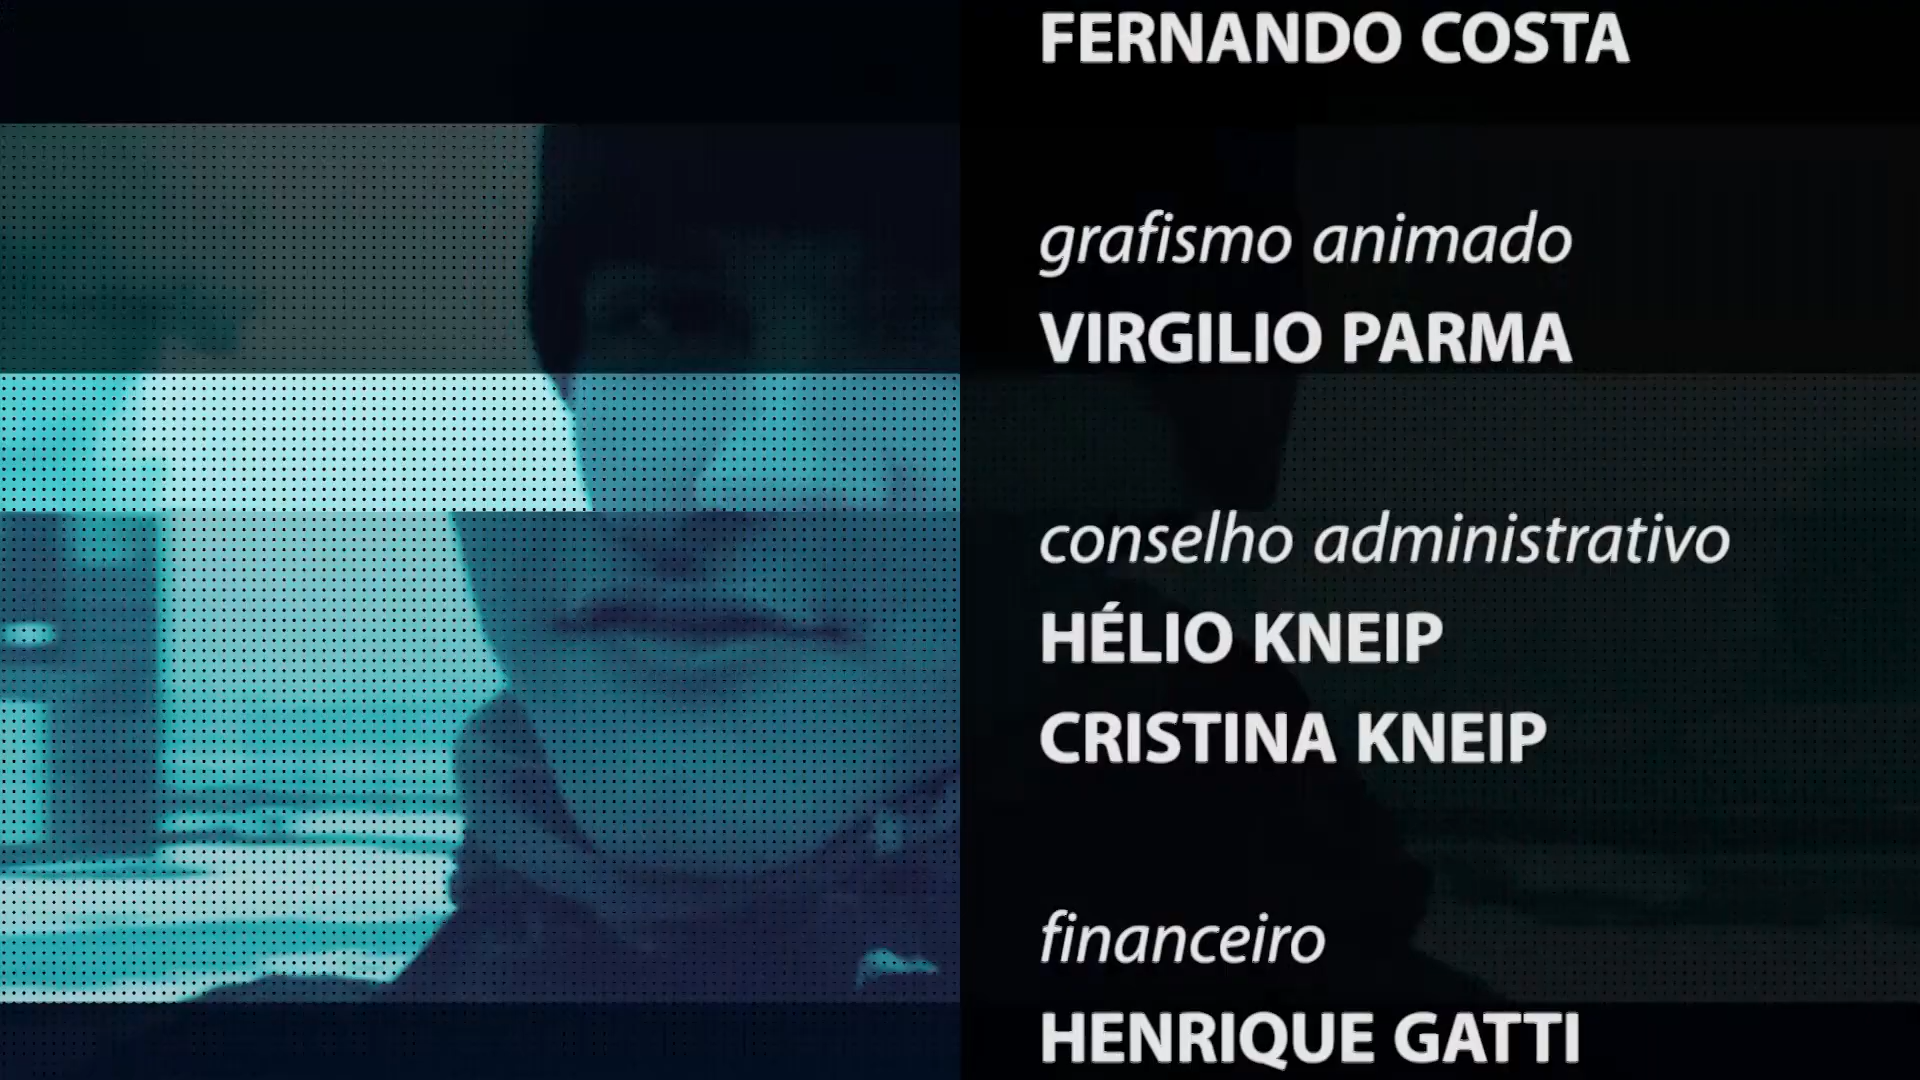 FERNANDO COSTA
grafismo animado
VIRGILIO PARMA
conselho administrativo
HÉLIO KNEIP
CRISTINA KNEIP
financeiro
HENRIQUE GATTI